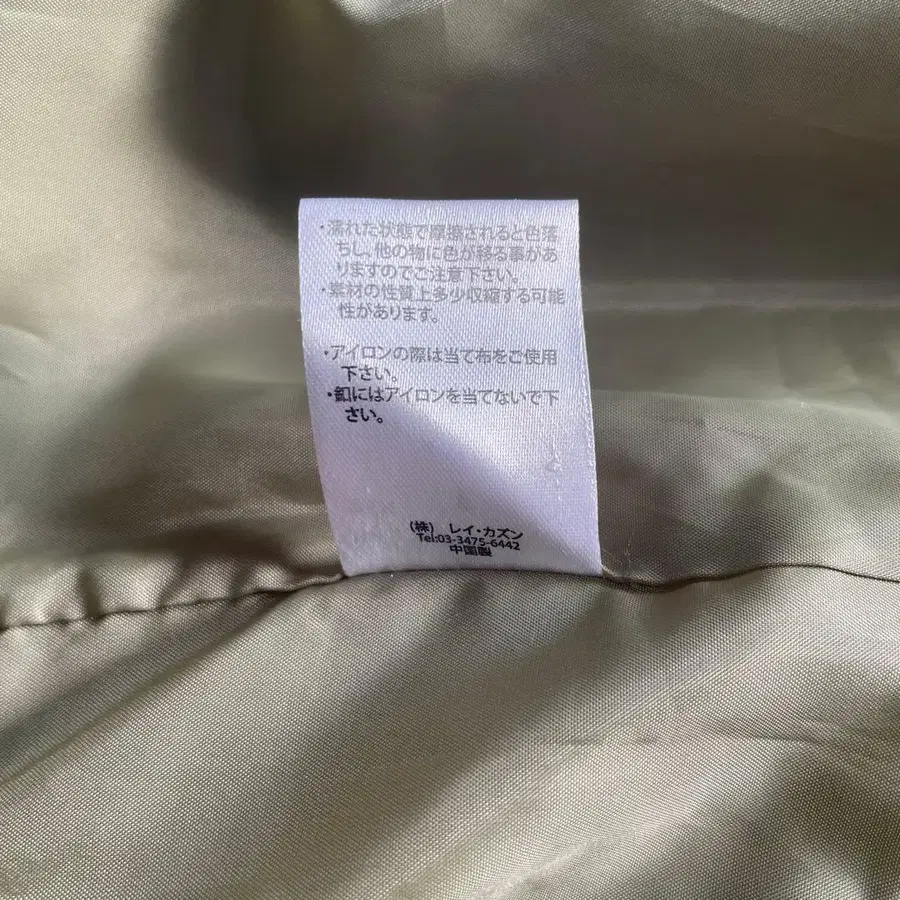 ・濡れた状態で摩擦されると色落
ちし、他の物に色が移る事があ
りますのでご注意下さい。
・素材の性質上多少収縮する可能
性があります。
・アイロンの際は当て布をご使用
下さい。
・釦にはアイロンを当てないで下
さい。
(株) レイ・カズン
Tel:03-3475-6442
中国製